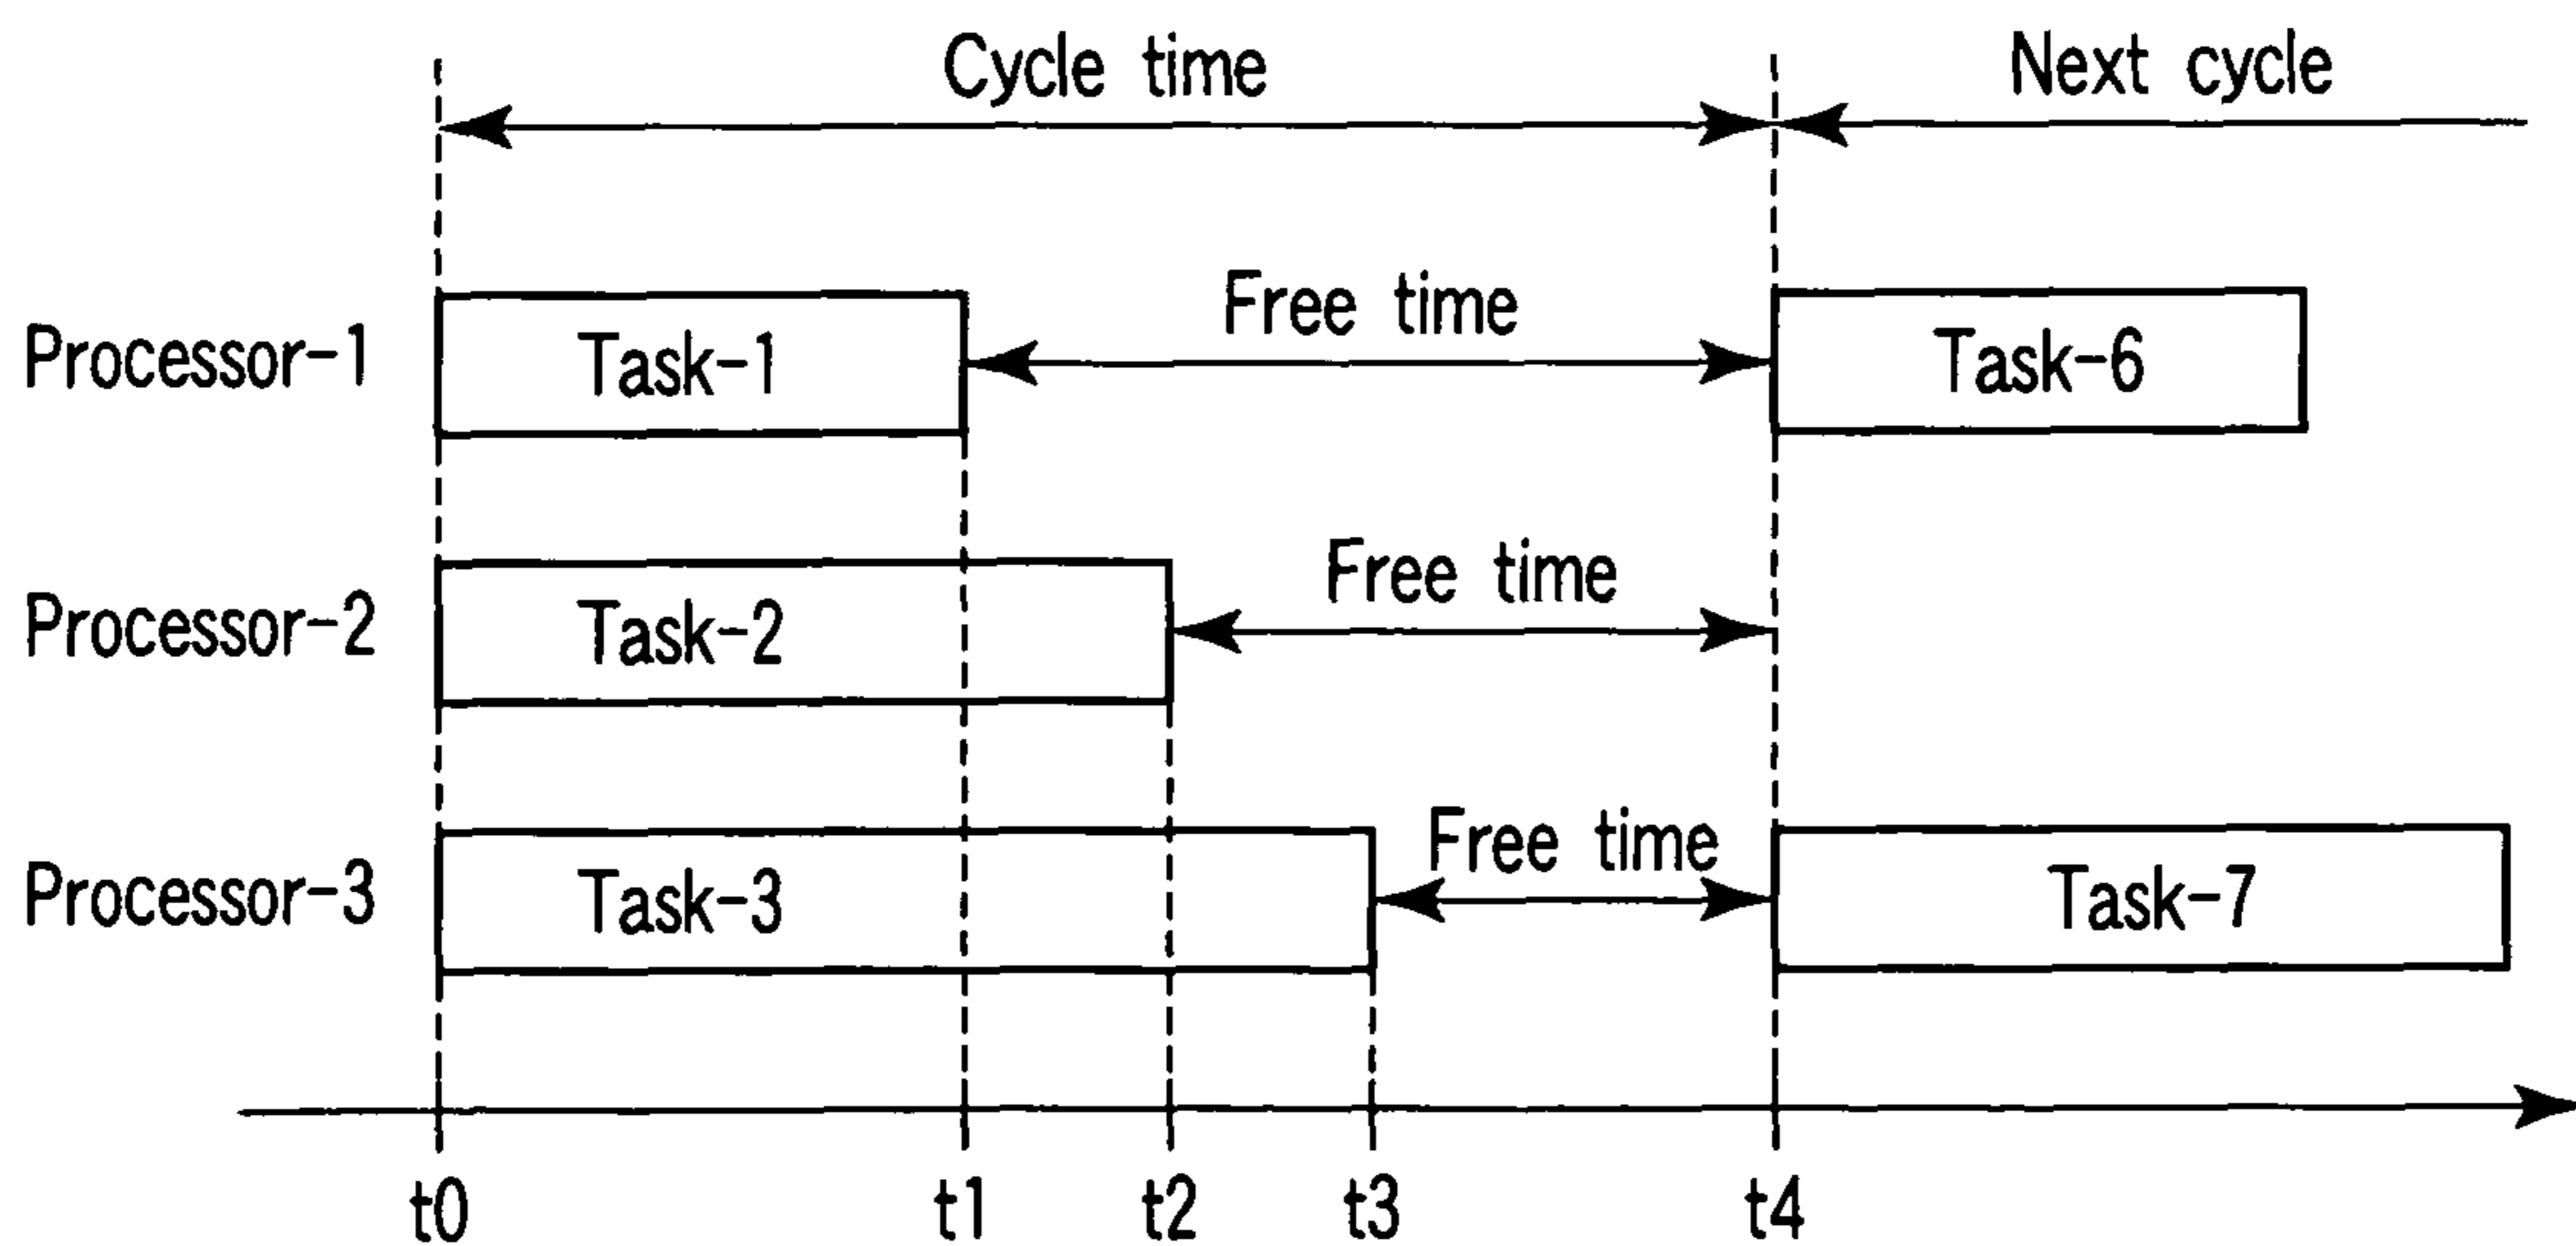 Cycle time
Next cycle
Free time
Processor-1
Task-1
Task-6
Free time
Processor-2
Task-2
Free time
Processor-3
Task-3
Task-7
t0
t1
t2
t3
t4